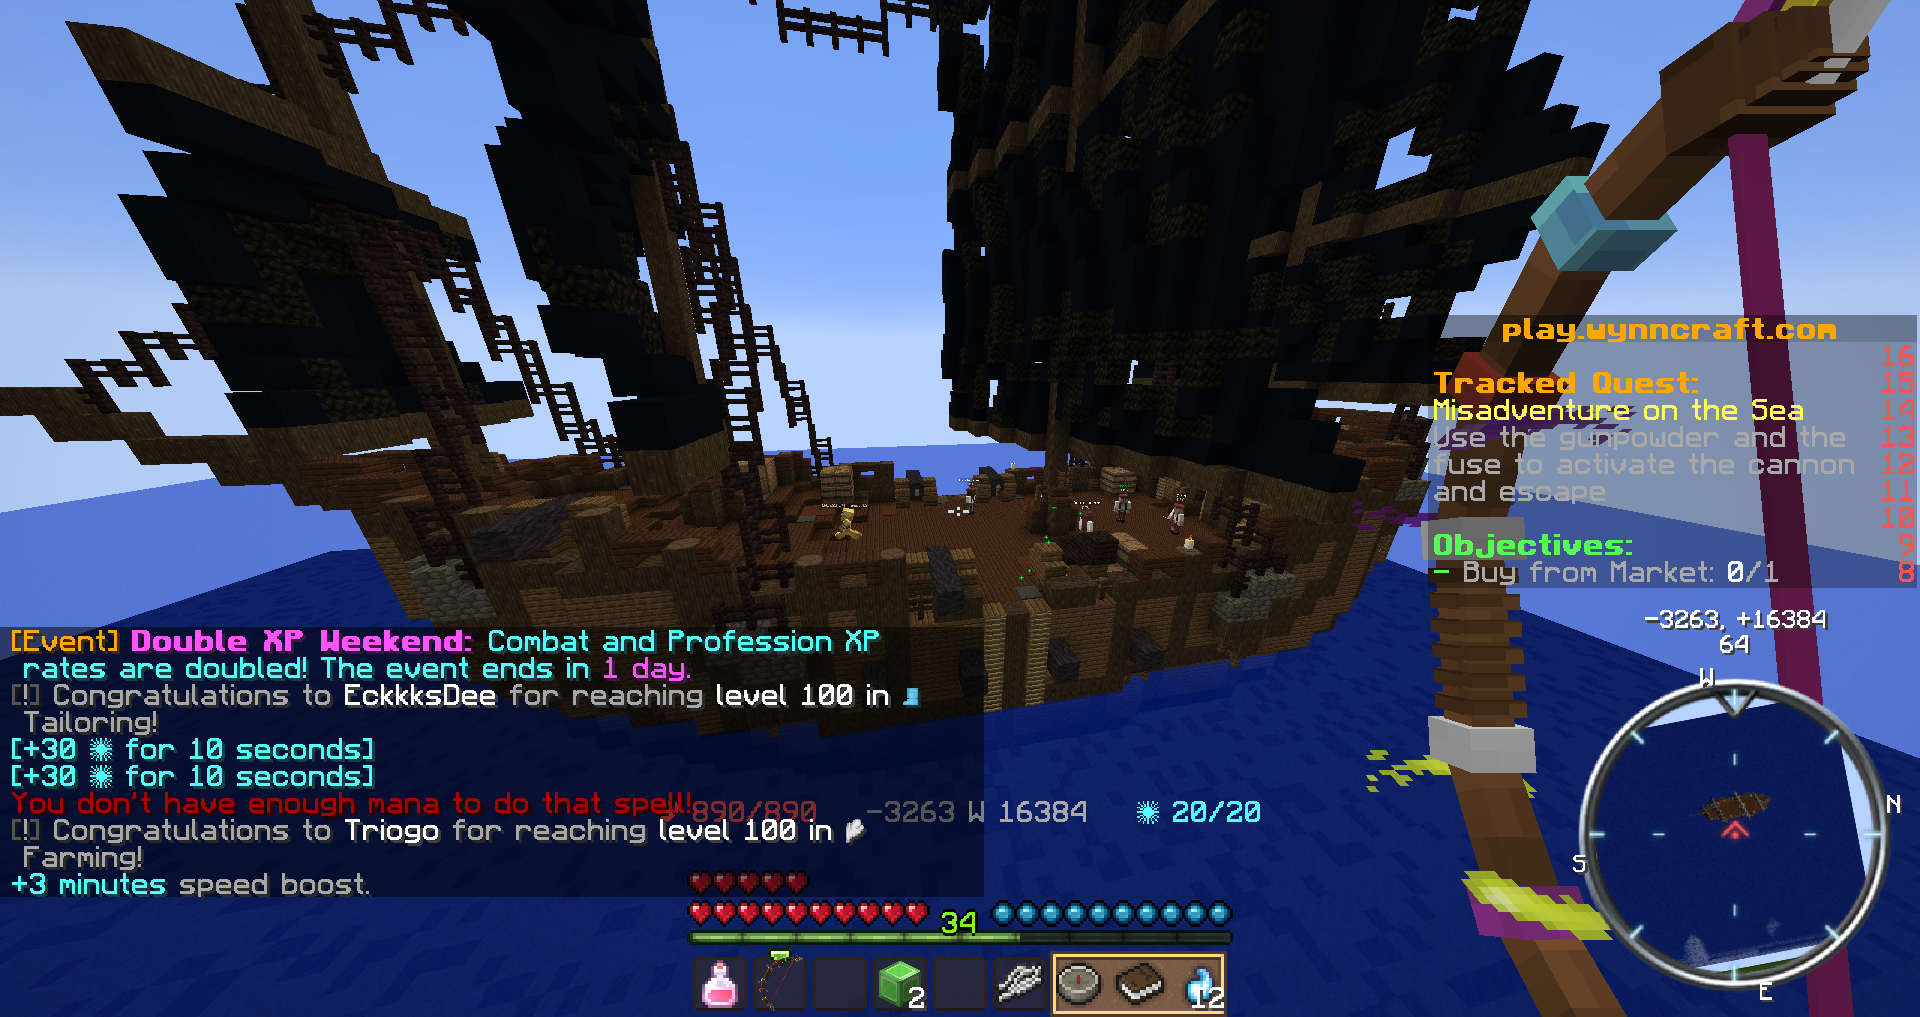 play.wynncraft.com
16
Tracked Quest:
15
Misadventure on the Sea
14
Use the gunpowder and the
13
fuse to activate the cannon
12
and escape
11
10
Objectives:
9
- Buy from Market: 0/1
8
-3263, +16384
64
W
N
S
E
[Event] Double XP Weekend: Combat and Profession XP
rates are doubled! The event ends in 1 day.
[!] Congratulations to EckkksDee for reaching level 100 in
Tailoring!
[+30 for 10 seconds]
[+30 for 10 seconds]
You don't have enough mana to do that spell!
890/890
-3263 W 16384
20/20
[!] Congratulations to Triogo for reaching level 100 in
Farming!
+3 minutes speed boost.
34
2
12